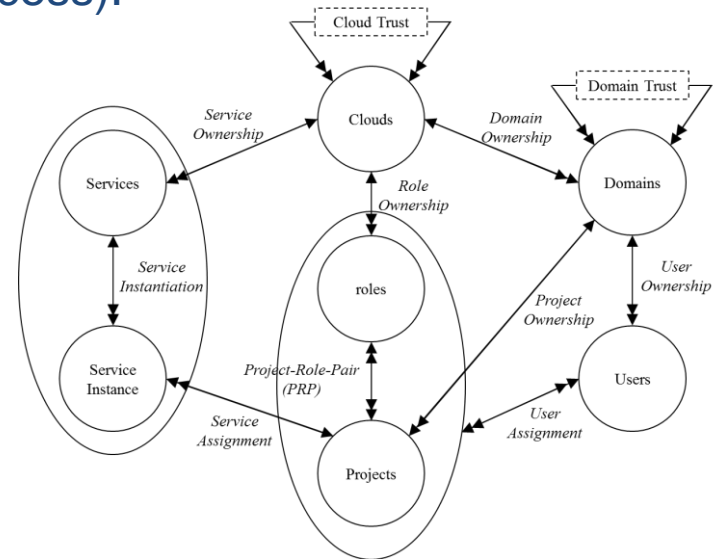 Cloud Trust
Domain Trust
Service
Ownership
Clouds
Domain
Ownership
Services
Role
Ownership
Domains
Service
Instantiation
roles
User
Ownership
Project
Ownership
Service
Instance
Project-Role-Pair
(PRP)
Users
Service
Assignment
User
Assignment
Projects